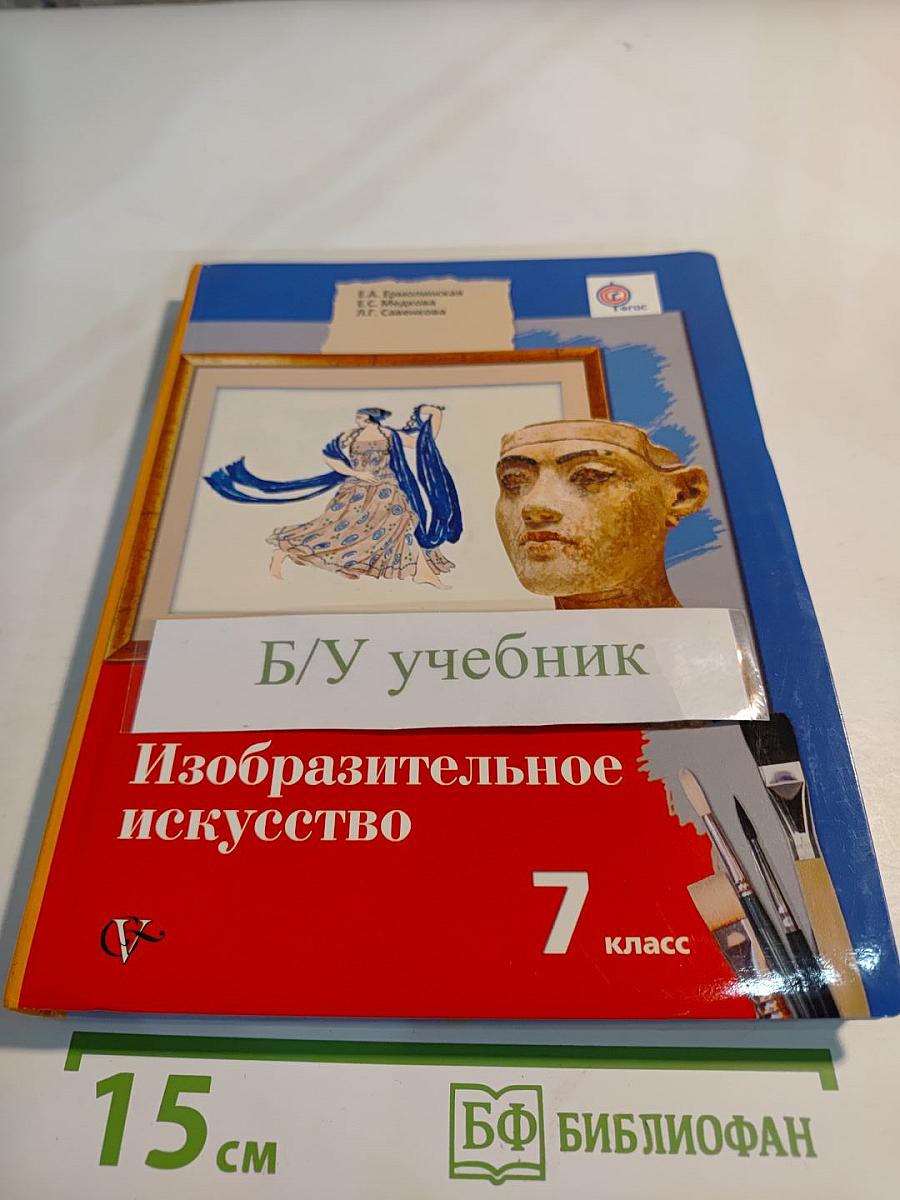 Е.А. Ермолинская
Е.С. Медкова
Л.Г. Савенкова
ФГОС
Б/У учебник
Изобразительное
искусство
7 класс
V
15 см
БФ БИБЛИОФАН